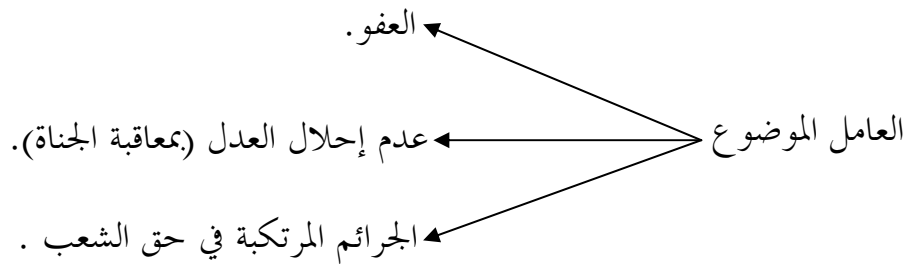 العفو.
العامل الموضوع
عدم إحلال العدل (بمعاقبة الجناة).
الجرائم المرتكبة في حق الشعب .